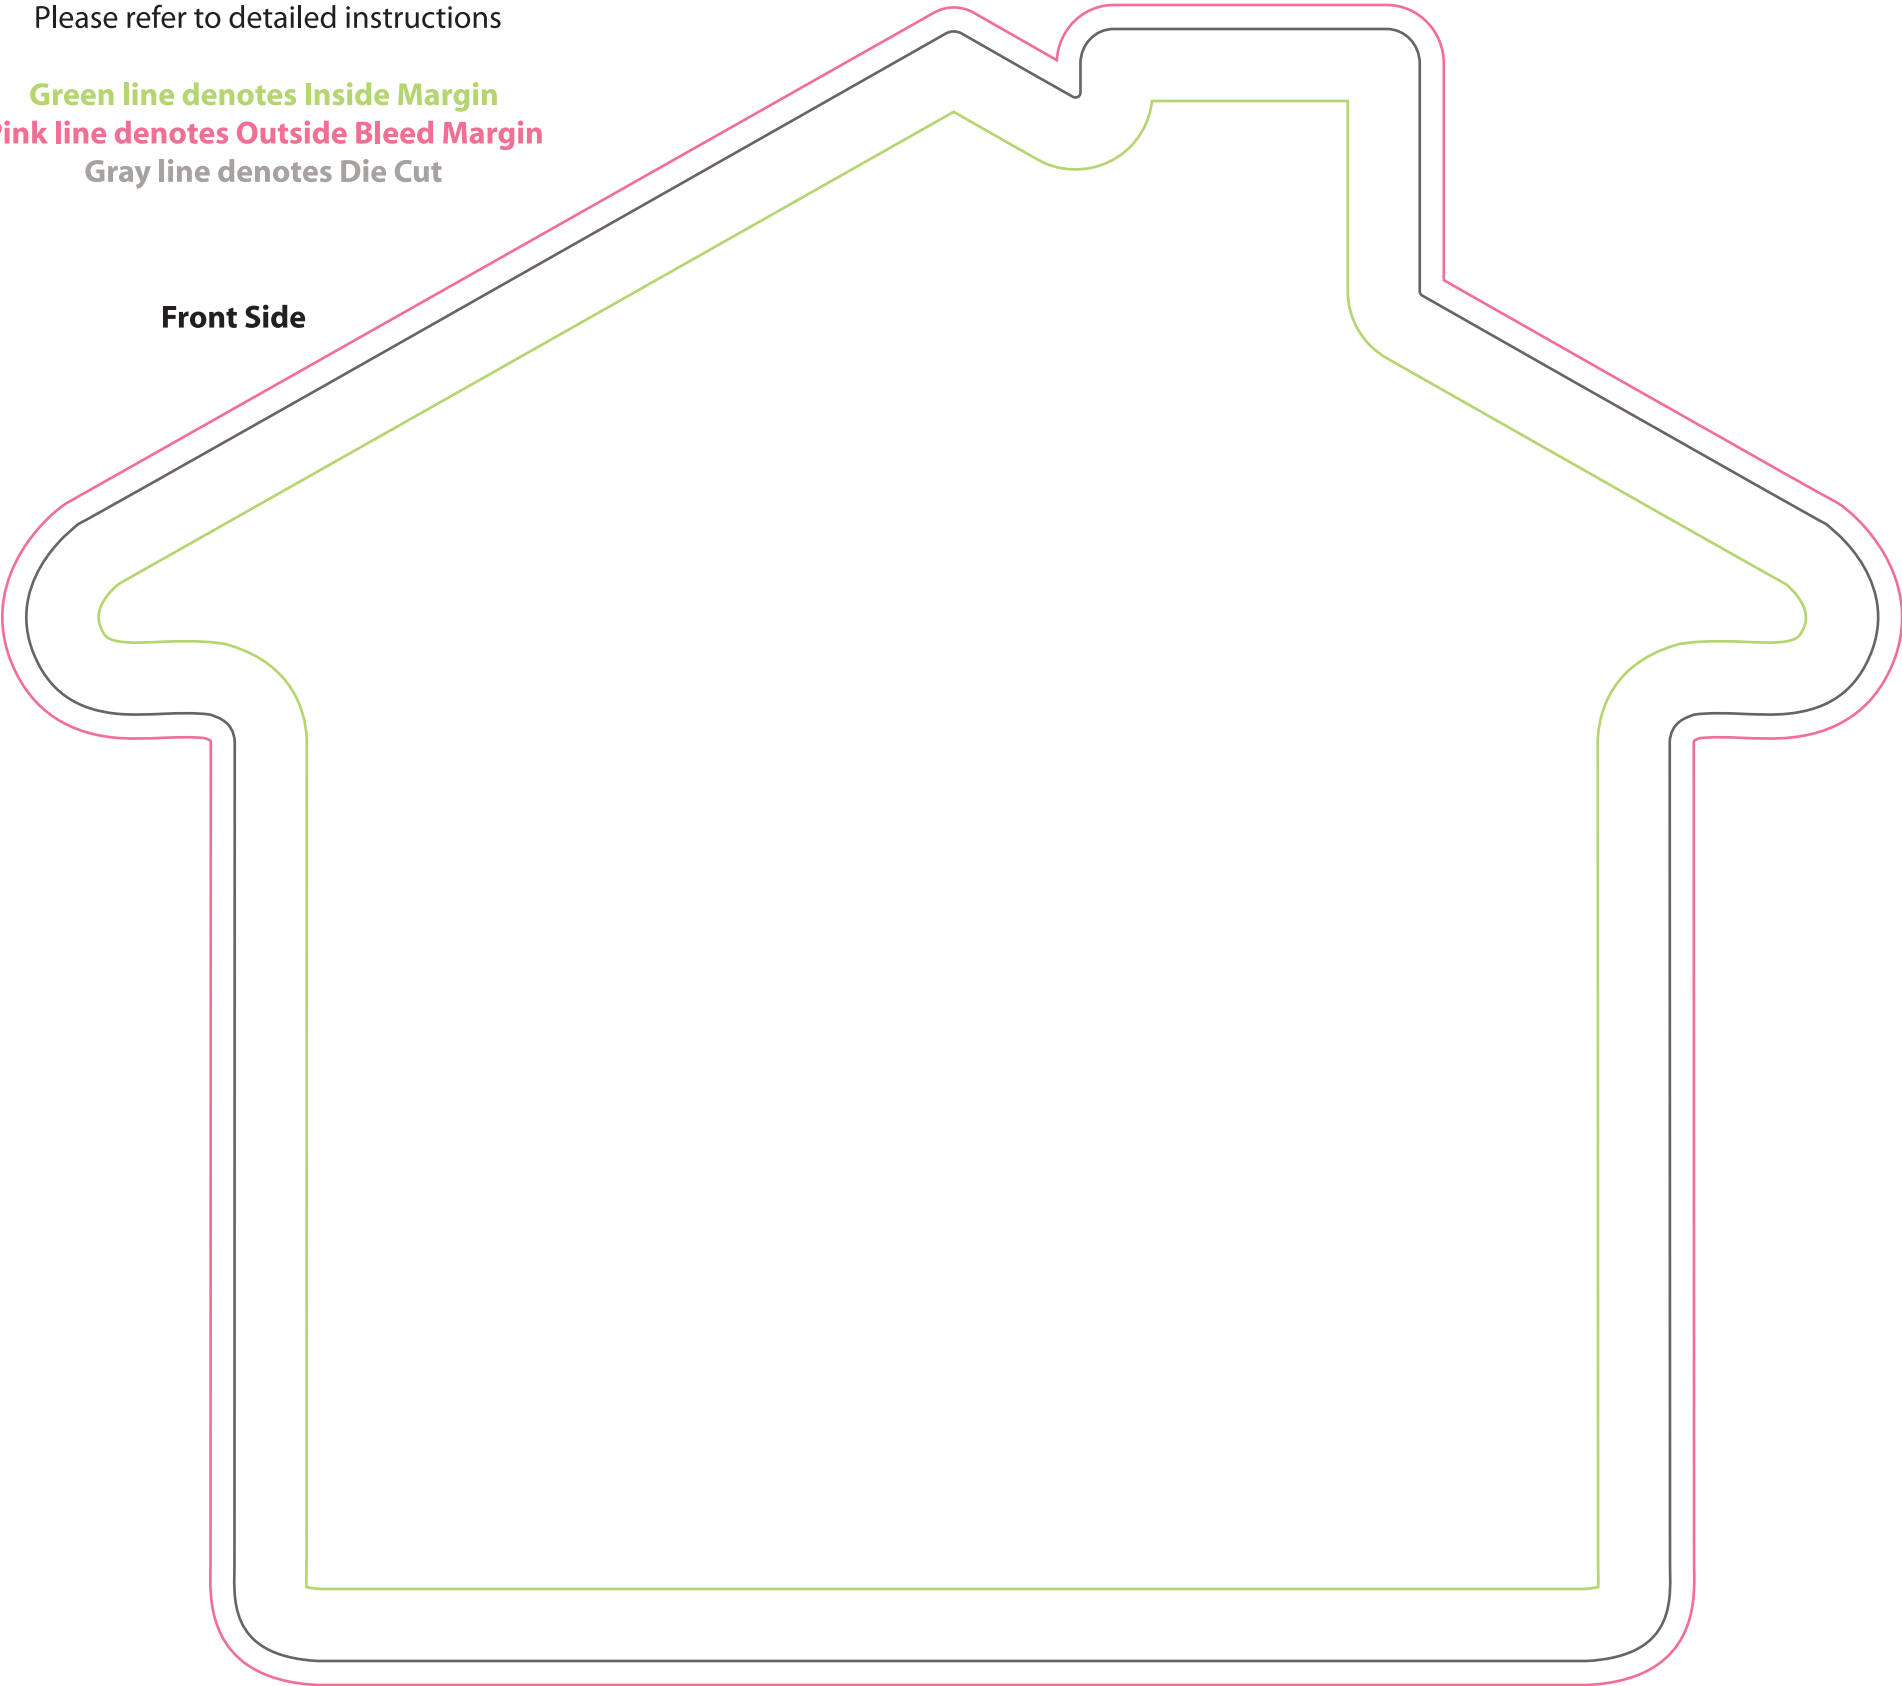 Please refer to detailed instructions
Green line denotes Inside Margin
Pink line denotes Outside Bleed Margin
Gray line denotes Die Cut
Front Side